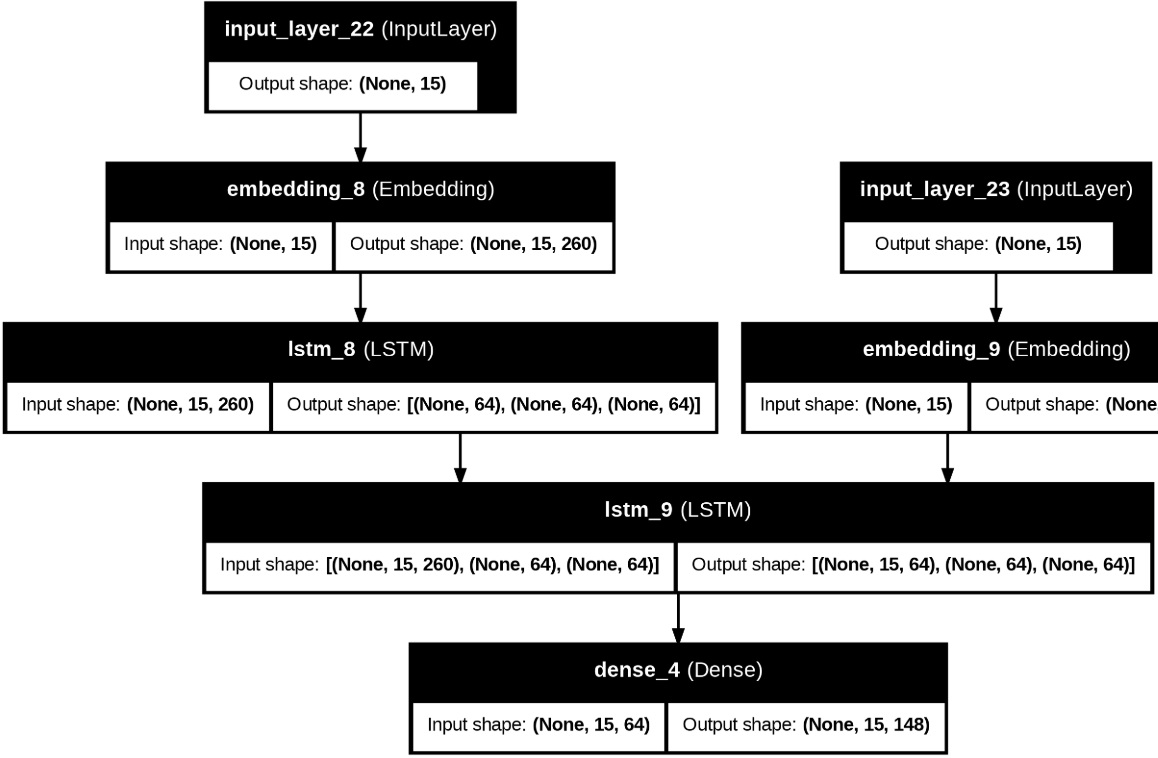 input_layer_22 (InputLayer)
Output shape: (None, 15)
embedding_8 (Embedding)
Input shape: (None, 15) Output shape: (None, 15, 260)
input_layer_23 (InputLayer)
Output shape: (None, 15)
lstm_8 (LSTM)
Input shape: (None, 15, 260) Output shape: [(None, 64), (None, 64), (None, 64)]
embedding_9 (Embedding)
Input shape: (None, 15) Output shape: (None,
lstm_9 (LSTM)
Input shape: [(None, 15, 260), (None, 64), (None, 64)] Output shape: [(None, 15, 64), (None, 64), (None, 64)]
dense_4 (Dense)
Input shape: (None, 15, 64) Output shape: (None, 15, 148)